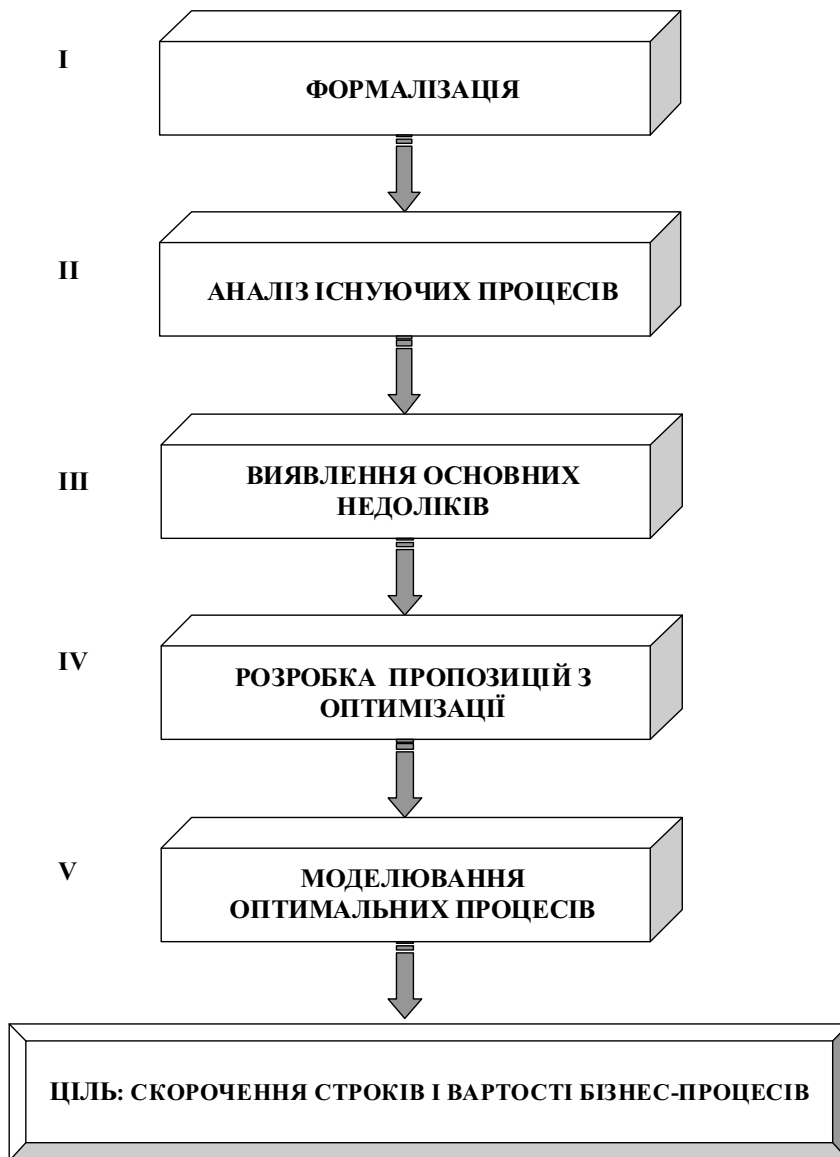 I
ФОРМАЛІЗАЦІЯ
II
АНАЛІЗ ІСНУЮЧИХ ПРОЦЕСІВ
III
ВИЯВЛЕННЯ ОСНОВНИХ
НЕДОЛІКІВ
IV
РОЗРОБКА ПРОПОЗИЦІЙ З
ОПТИМІЗАЦІЇ
V
МОДЕЛЮВАННЯ
ОПТИМАЛЬНИХ ПРОЦЕСІВ
ЦІЛЬ: СКОРОЧЕННЯ СТРОКІВ І ВАРТОСТІ БІЗНЕС-ПРОЦЕСІВ